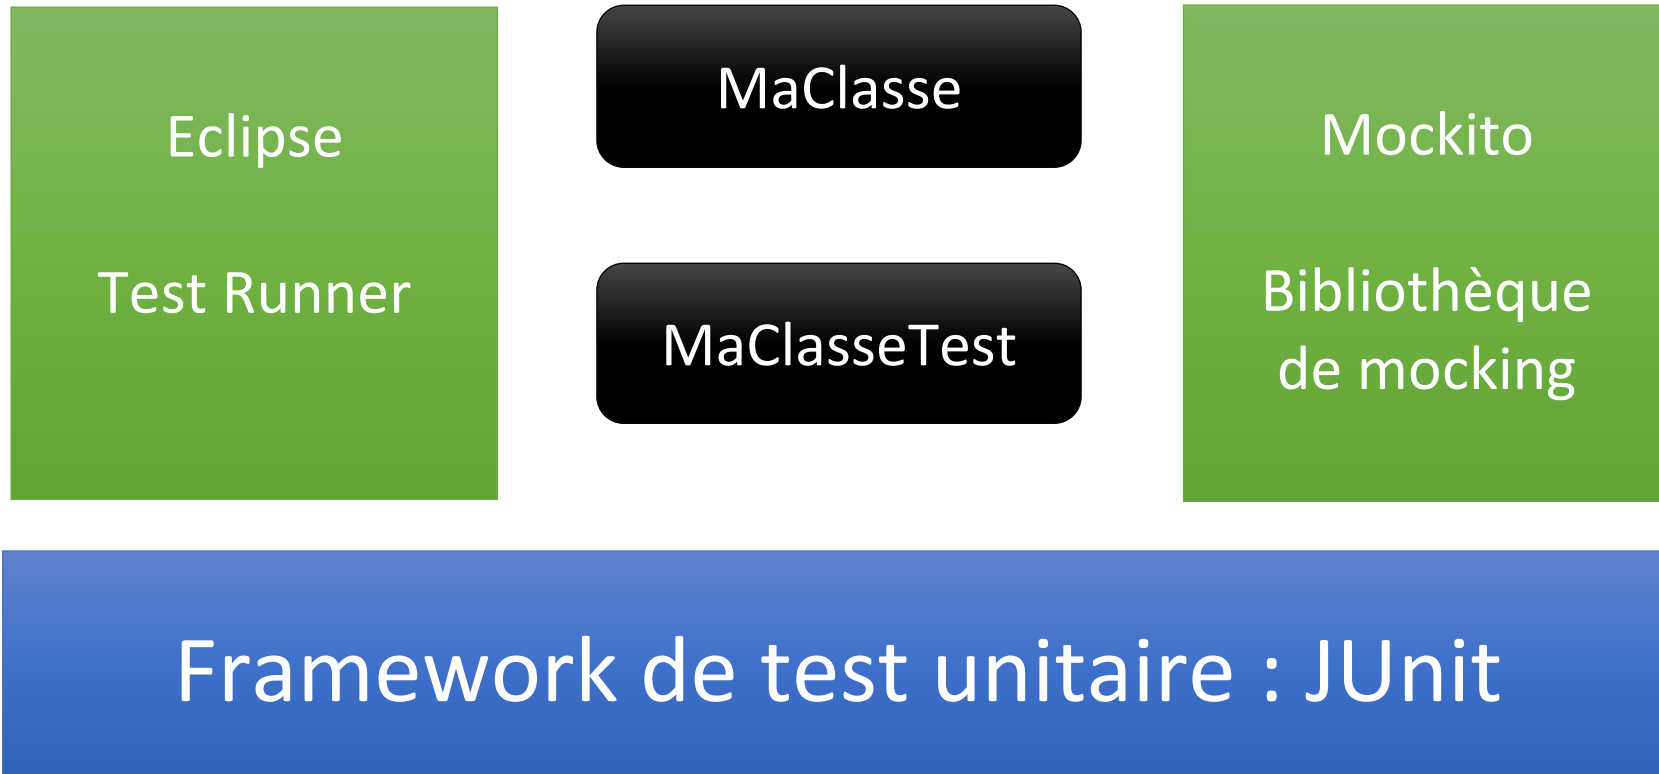 Eclipse
Test Runner
MaClasse
MaClasseTest
Mockito
Bibliothèque
de mocking
Framework de test unitaire : JUnit